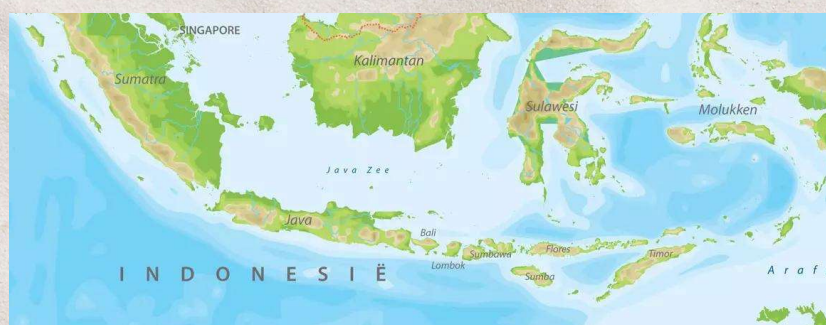 SINGAPORE
Kalimantan
Sumatra
Sulawesi
Molukken
Java Zee
Java
Bali
Flores
Sumbawa
Timor
Lombok
Sumba
INDONESIË
Araf